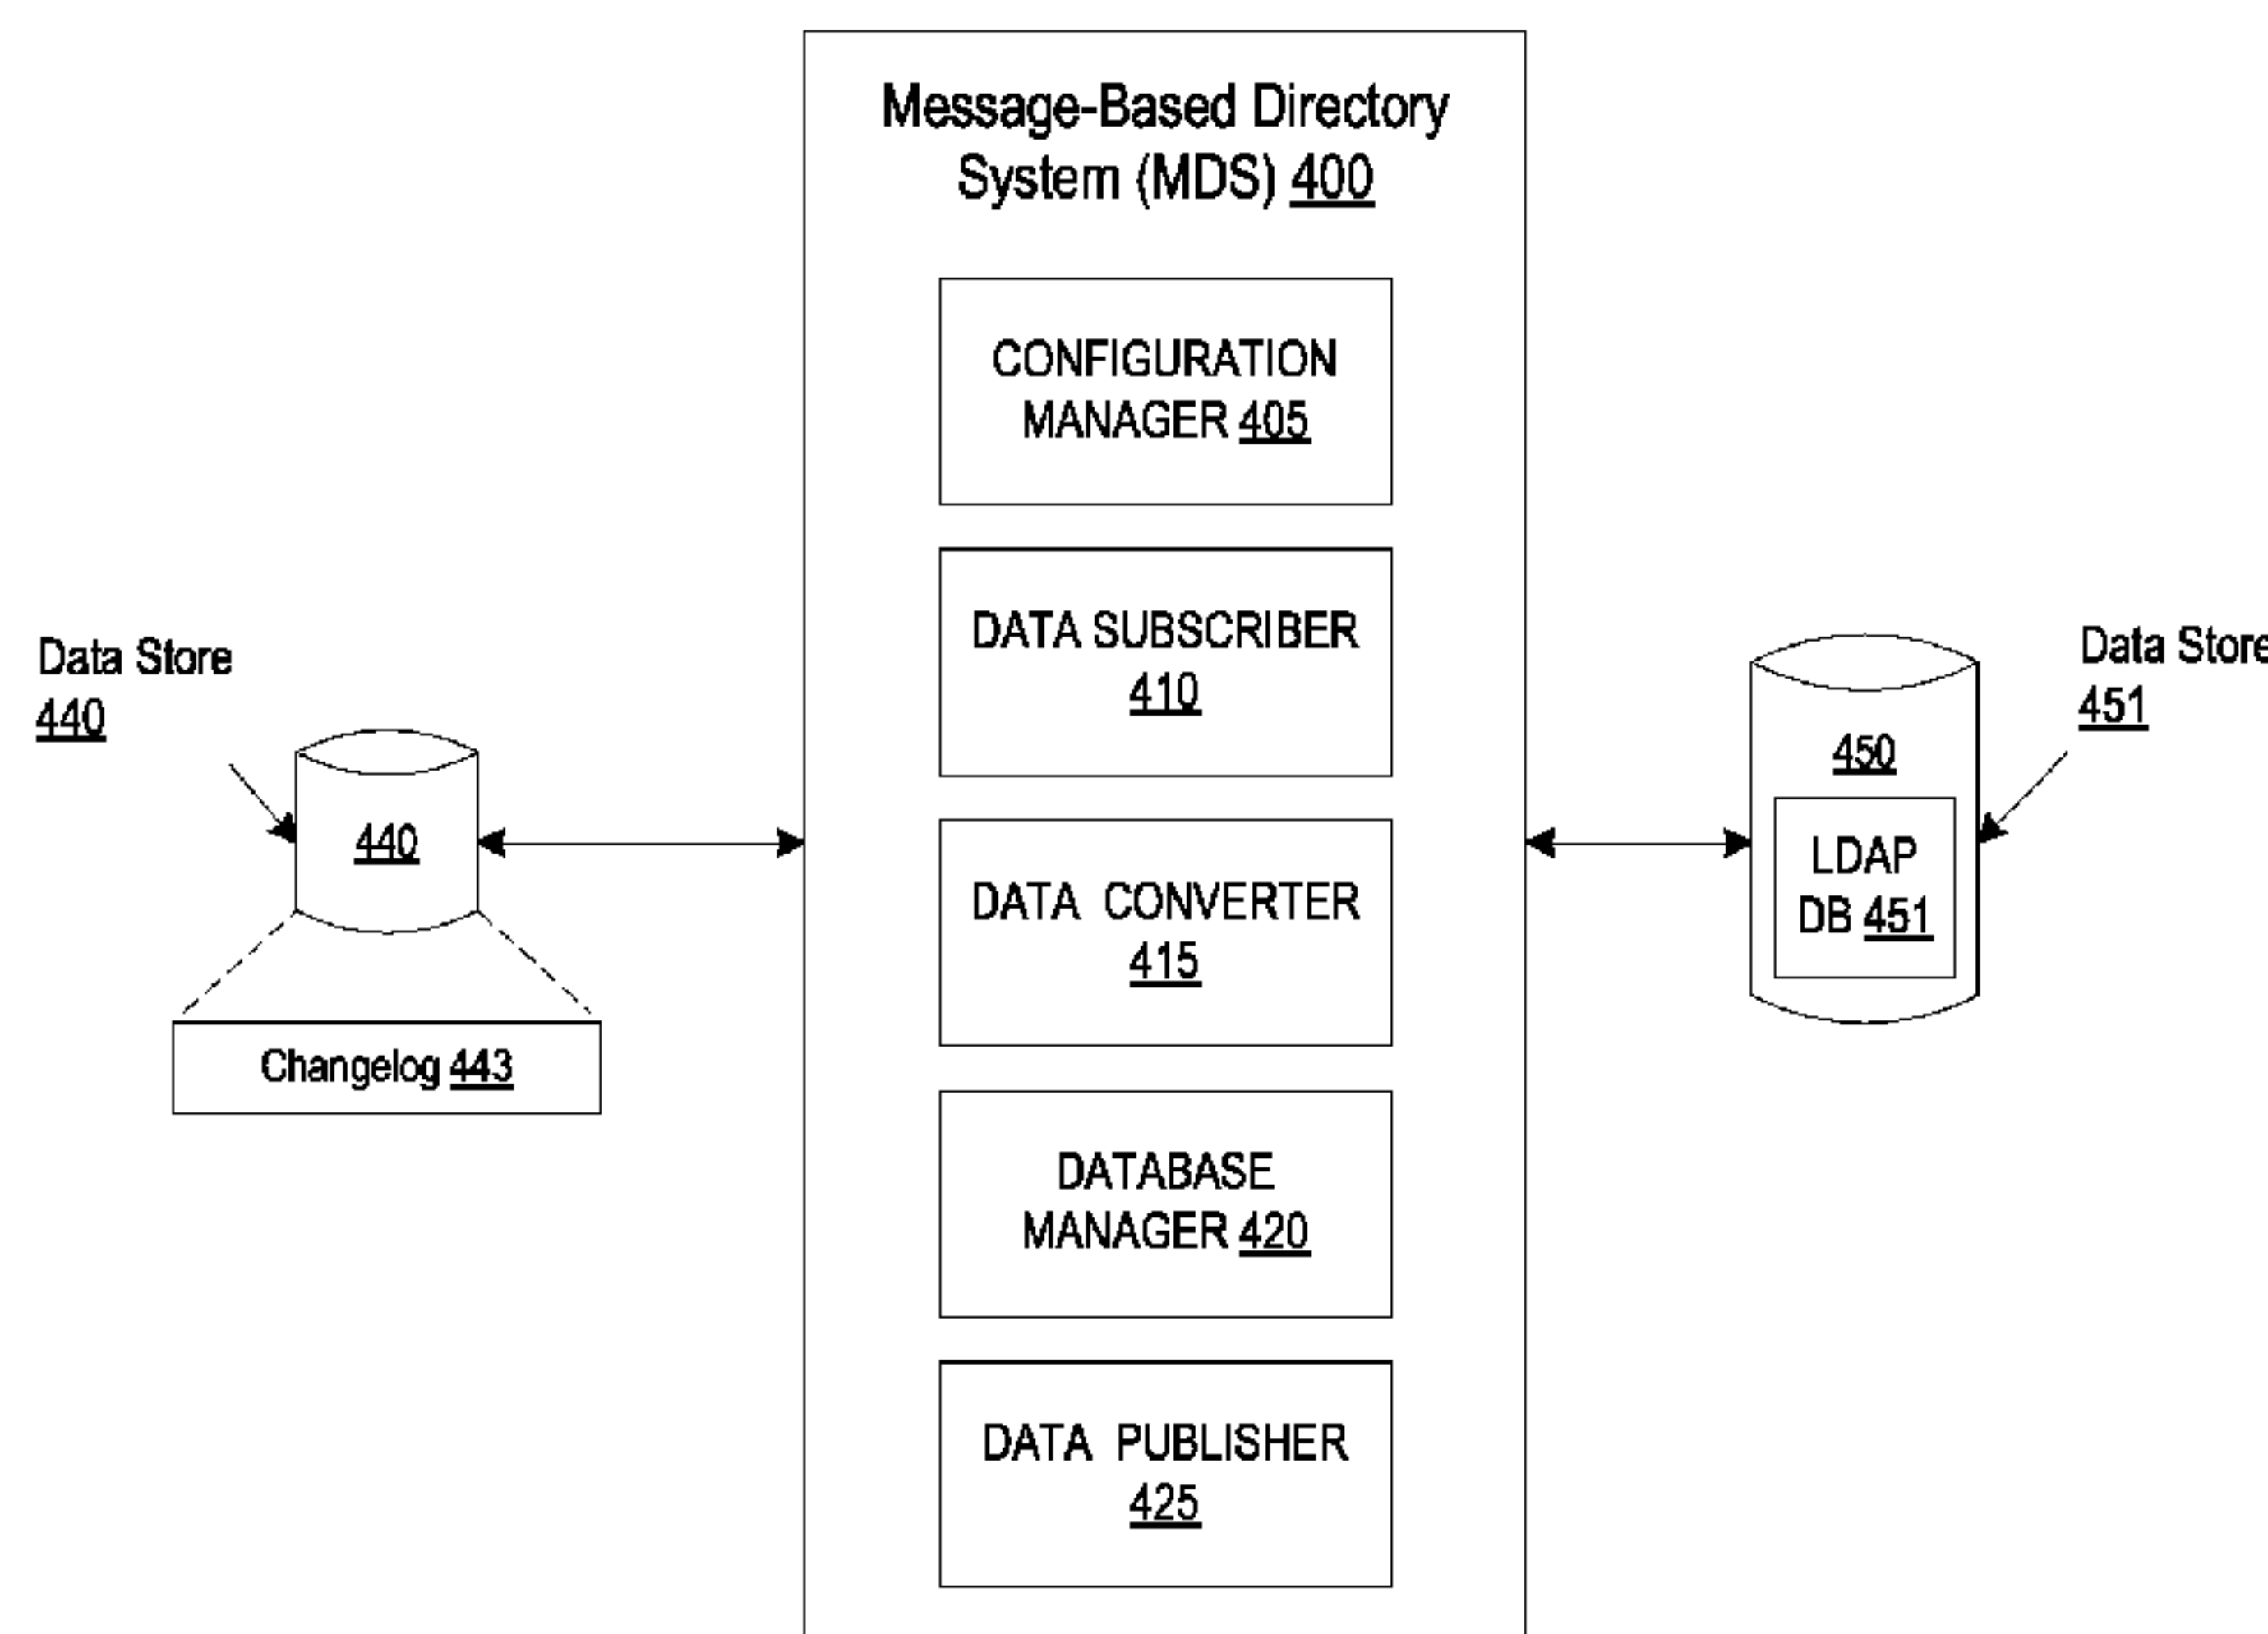 Message-Based Directory
System (MDS) 400
CONFIGURATION
MANAGER 405
DATA SUBSCRIBER
410
DATA CONVERTER
415
DATABASE
MANAGER 420
DATA PUBLISHER
425
Data Store
440
440
Changelog 443
Data Store
451
450
LDAP
DB 451